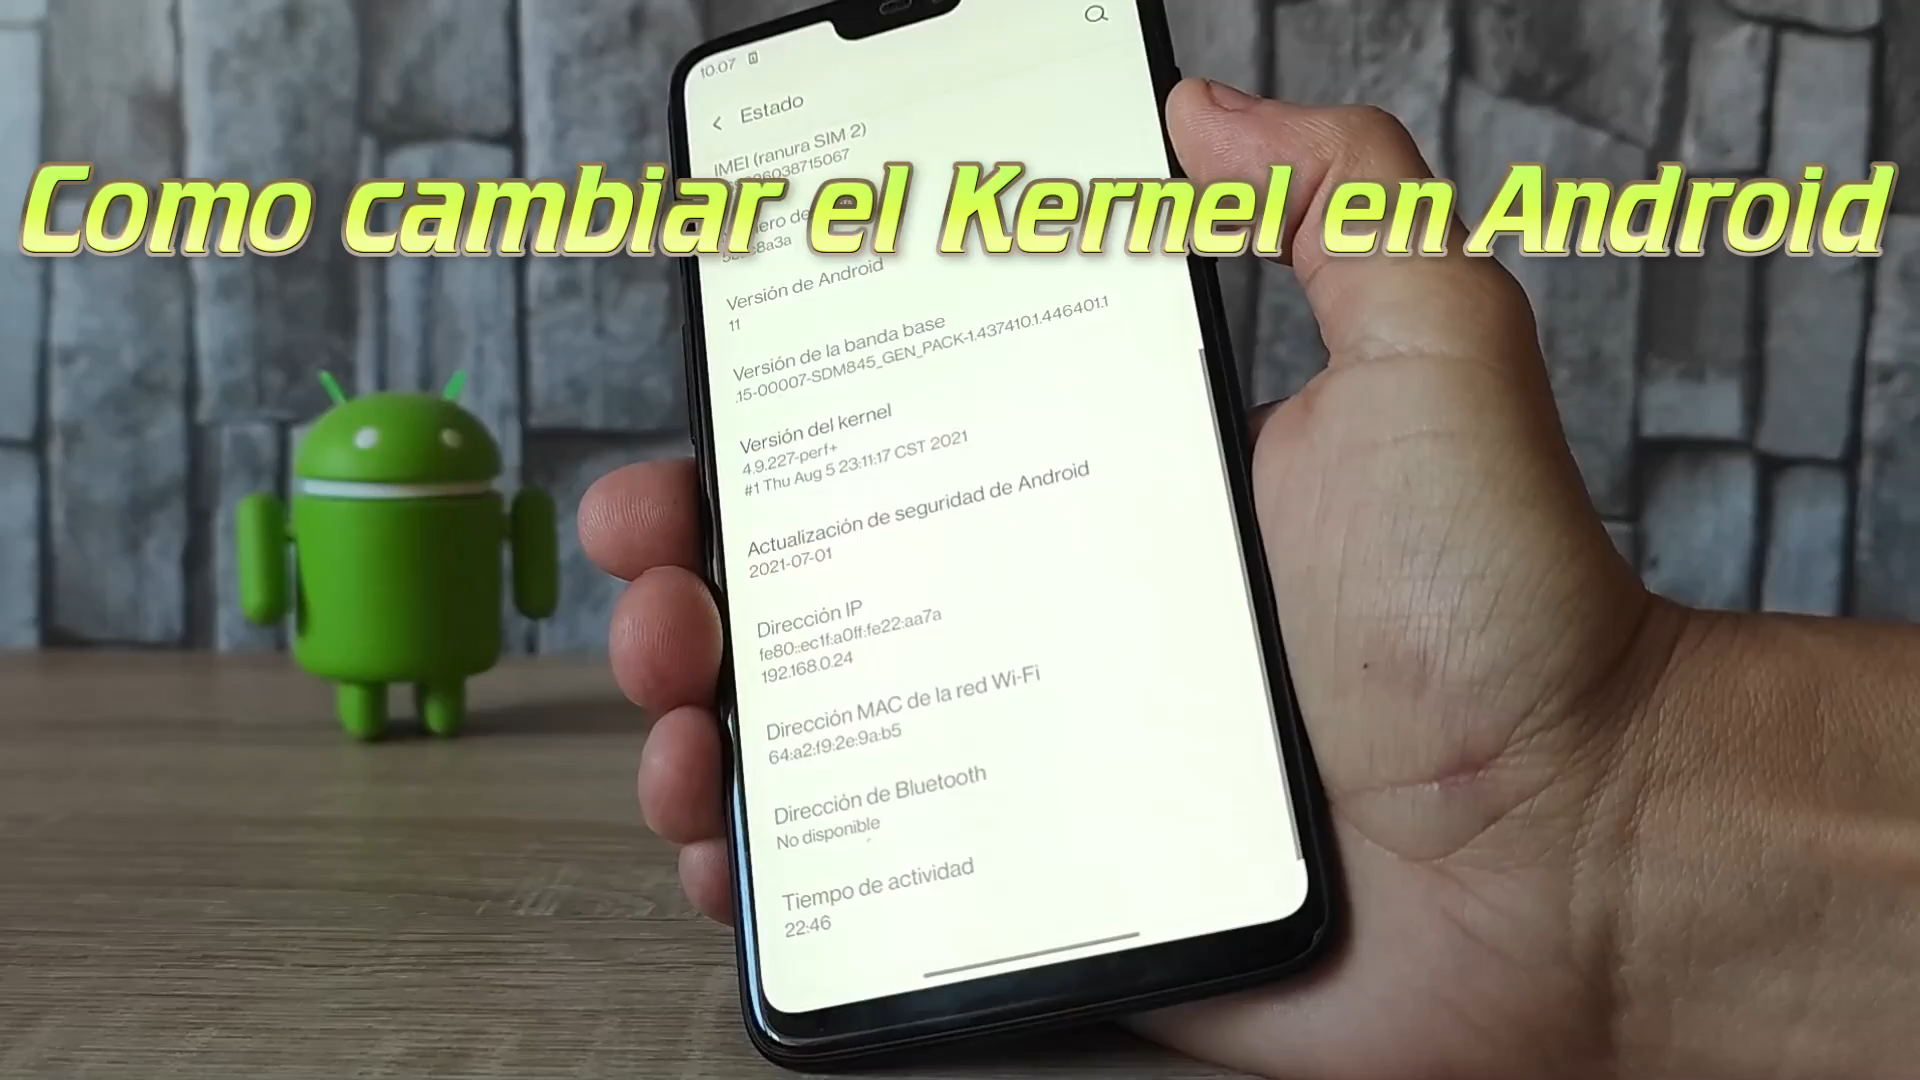 10.07
Estado
IMEI (ranura SIM 2)
6038715067
Como cambiar el Kernel en Android
8a3a
Versión de Android
11
Versión de la banda base
.15-00007-SDM845_GEN_PACK-1.437410.1.446401.1
Versión del kernel
4.9.227-perf+
#1 Thu Aug 5 23:11:17 CST 2021
Actualización de seguridad de Android
2021-07-01
Dirección IP
fe80::ec1f:a0ff:fe22:aa7a
192.168.0.24
Dirección MAC de la red Wi-Fi
64:a2:f9:2e:9a:b5
Dirección de Bluetooth
No disponible
Tiempo de actividad
22:46